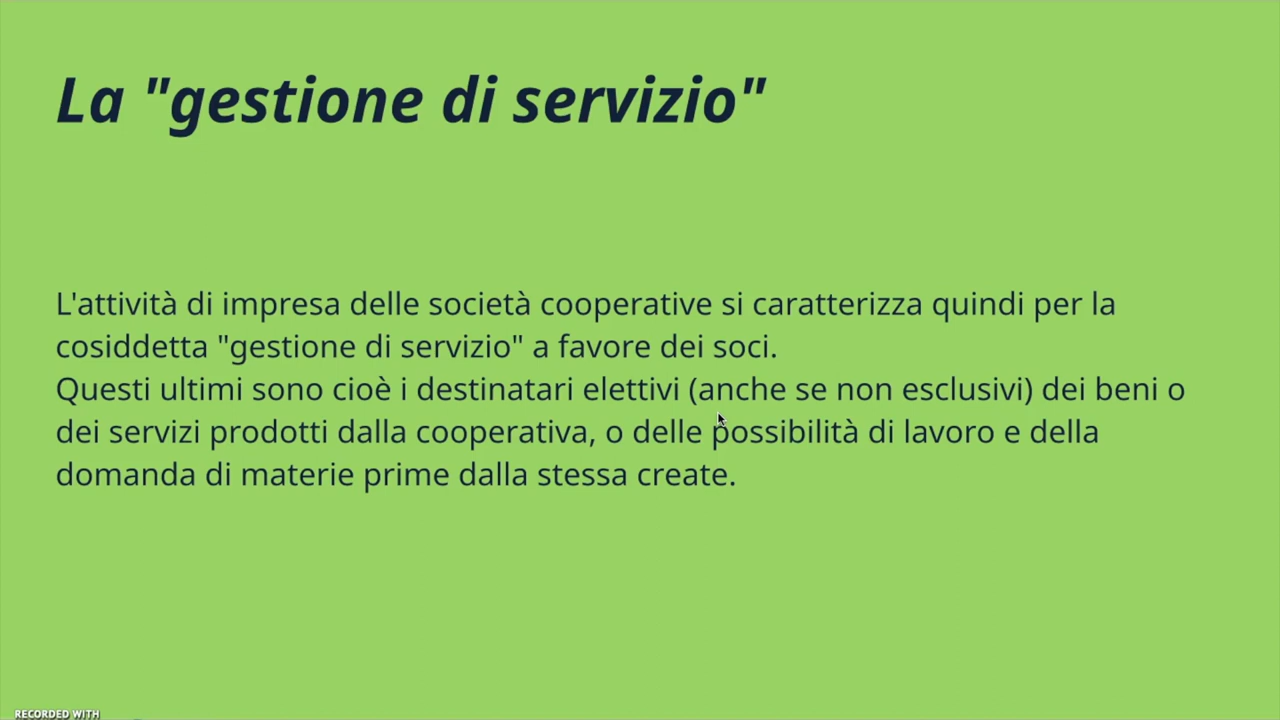 La "gestione di servizio"
L'attività di impresa delle società cooperative si caratterizza quindi per la
cosiddetta "gestione di servizio" a favore dei soci.
Questi ultimi sono cioè i destinatari elettivi (anche se non esclusivi) dei beni o
dei servizi prodotti dalla cooperativa, o delle possibilità di lavoro e della
domanda di materie prime dalla stessa create.
RECORDED WITH